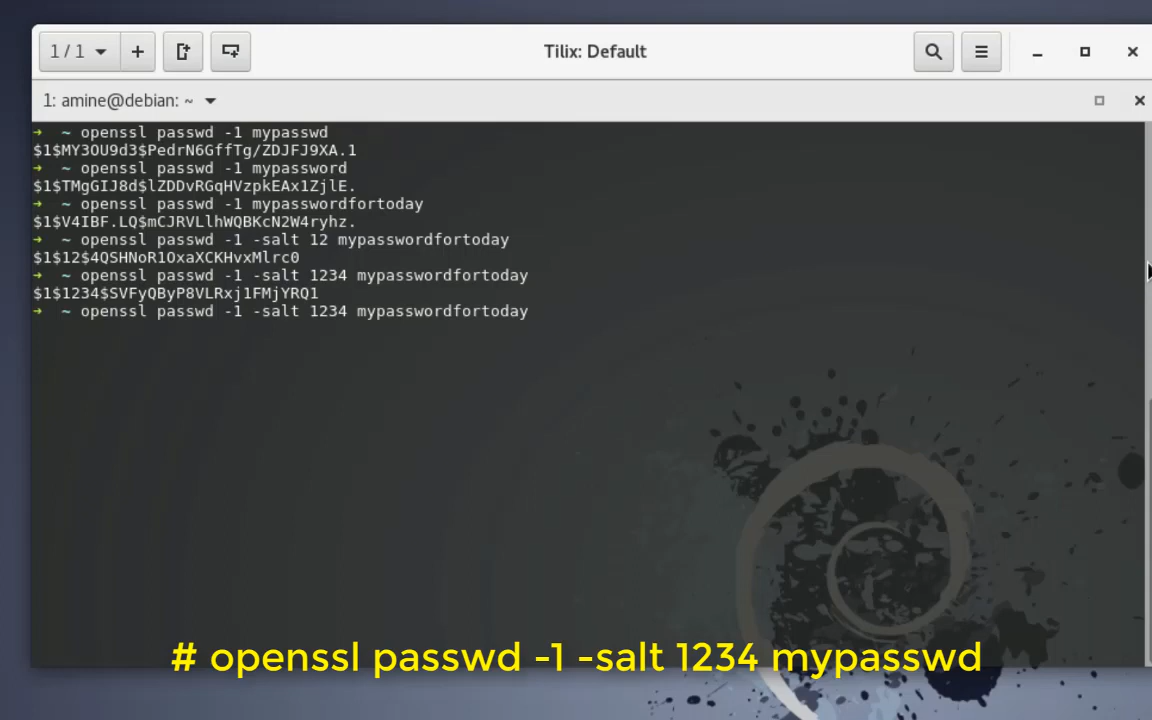 1 / 1
Tilix: Default
1: amine@debian: ~
➜ ~ openssl passwd -1 mypasswd
$1$MY3OU9d3$PedrN6GffTg/ZDJFJ9XA.1
➜ ~ openssl passwd -1 mypassword
$1$TMgGIJ8d$lZDDvRGqHVzpkEAx1ZjlE.
➜ ~ openssl passwd -1 mypasswordfortoday
$1$V4IBF.LQ$mCJRVLlhWQBKcN2W4ryhz.
➜ ~ openssl passwd -1 -salt 12 mypasswordfortoday
$1$12$4QSHNoR1OxaXCKHvxMlrc0
➜ ~ openssl passwd -1 -salt 1234 mypasswordfortoday
$1$1234$SVFyQByP8VLRxj1FMjYRQ1
➜ ~ openssl passwd -1 -salt 1234 mypasswordfortoday
# openssl passwd -1 -salt 1234 mypasswd